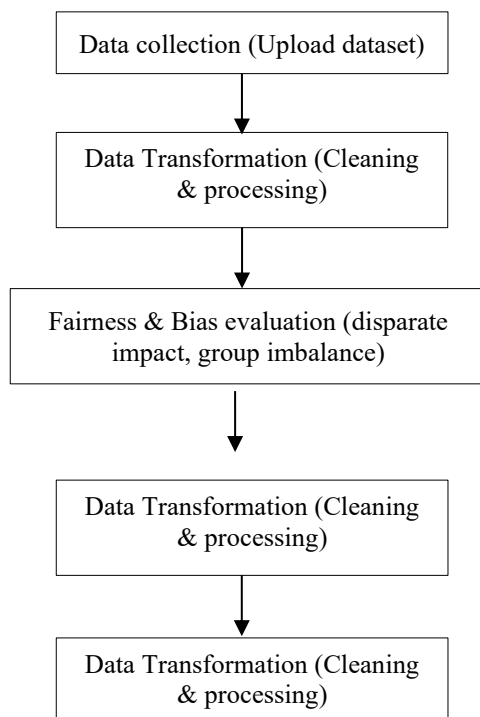 Data collection (Upload dataset)
Data Transformation (Cleaning
& processing)
Fairness & Bias evaluation (disparate
impact, group imbalance)
Data Transformation (Cleaning
& processing)
Data Transformation (Cleaning
& processing)